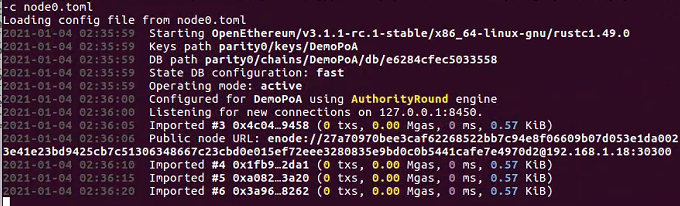 -c node0.toml
Loading config file from node0.toml
2021-01-04 02:35:59  Starting OpenEthereum/v3.1.1-rc.1-stable/x86_64-linux-gnu/rustc1.49.0
2021-01-04 02:35:59  Keys path parity0/keys/DemoPoA
2021-01-04 02:35:59  DB path parity0/chains/DemoPoA/db/e6284cfec5033558
2021-01-04 02:35:59  State DB configuration: fast
2021-01-04 02:35:59  Operating mode: active
2021-01-04 02:36:00  Configured for DemoPoA using AuthorityRound engine
2021-01-04 02:36:00  Listening for new connections on 127.0.0.1:8450.
2021-01-04 02:36:05  Imported #3 0x4c04…9458 (0 txs, 0.00 Mgas, 0 ms, 0.57 KiB)
2021-01-04 02:36:06  Public node URL: enode://27a70970bee3caf62268522bb7c94e8f06609b07d053e1da002
3e41e23bd9425cb7c51306348667c23cbd0e015ef72eee3280835e9bd0c0b5441cafe7e4970d2@192.168.1.18:30300
2021-01-04 02:36:10  Imported #4 0x1fb9…2da1 (0 txs, 0.00 Mgas, 0 ms, 0.57 KiB)
2021-01-04 02:36:15  Imported #5 0xa082…3a20 (0 txs, 0.00 Mgas, 0 ms, 0.57 KiB)
2021-01-04 02:36:20  Imported #6 0x3a96…8262 (0 txs, 0.00 Mgas, 0 ms, 0.57 KiB)